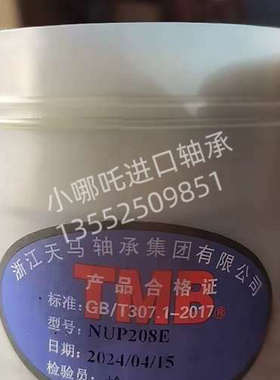 小哪吒进口轴承
13552509851
浙江天马轴承集团有限公司
TMB®
产品合格证
标准:GB/T307.1-2017
型号:NUP208E
日期:2024/04/15
检验员: